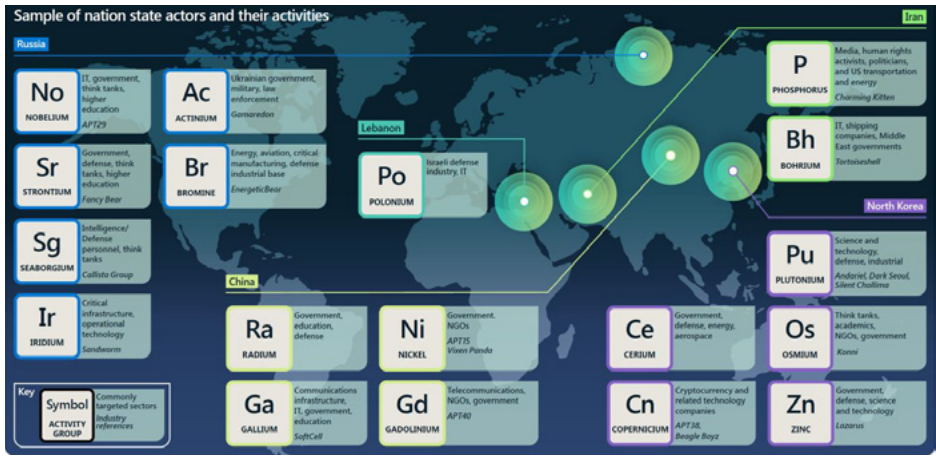 Sample of nation state actors and their activities
Russia
No
NOBELIUM
IT, government,
think tanks,
higher
education
APT29
Ac
ACTINIUM
Ukrainian government,
military, law
enforcement
Gamaredon
Sr
STRONTIUM
Government,
defense, think
tanks, higher
education
Fancy Bear
Br
BROMINE
Energy, aviation, critical
manufacturing, defense
industrial base
EnergeticBear
Sg
SEABORGIUM
Intelligence/
Defense
personnel, think
tanks
Callisto Group
Ir
IRIDIUM
Critical
infrastructure,
operational
technology
Sandworm
Key
Symbol
ACTIVITY
GROUP
Commonly
targeted sectors
Industry
references
Lebanon
Po
POLONIUM
Israeli defense
industry, IT
China
Ra
RADIUM
Government,
education,
defense
Ni
NICKEL
Government.
NGOs
APT15
Vixen Panda
Ga
GALLIUM
Communications
infrastructure,
IT, government,
education
SoftCell
Gd
GADOLINIUM
Telecommunications,
NGOs, government
APT40
Iran
P
PHOSPHORUS
Media, human rights
activists, politicians,
and US transportation
and energy
Charming Kitten
Bh
BOHRIUM
IT, shipping
companies, Middle
East governments
Tortoiseshell
North Korea
Pu
PLUTONIUM
Science and
technology,
defense, industrial
Andariel, Dark Seoul,
Silent Chollima
Ce
CERIUM
Government,
defense, energy,
aerospace
Os
OSMIUM
Think tanks,
academics,
NGOs, government
Konni
Cn
COPERNICIUM
Cryptocurrency and
related technology
companies
APT38,
Beagle Boyz
Zn
ZINC
Government,
defense, science
and technology
Lazarus